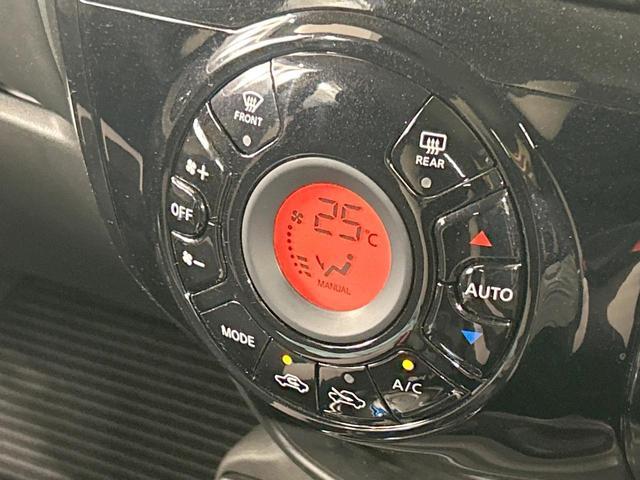 FRONT
REAR
+
OFF
-
25°C
MANUAL
AUTO
MODE
A/C